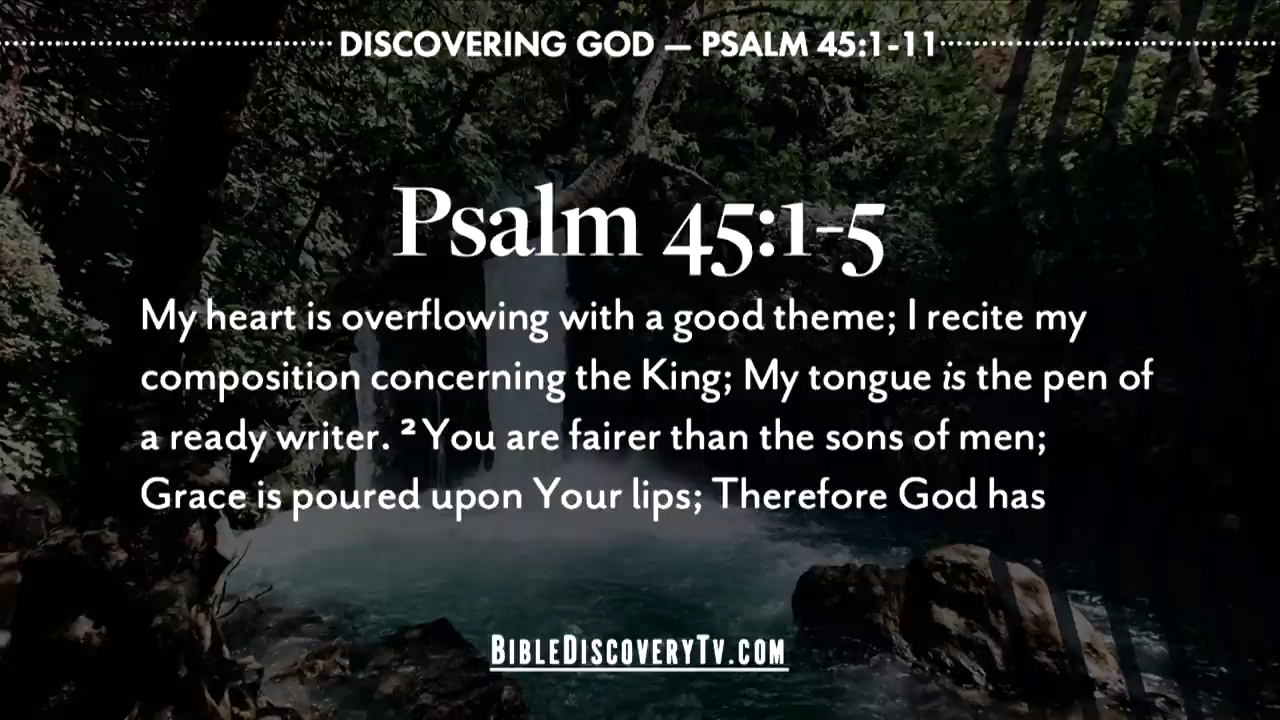 DISCOVERING GOD — PSALM 45:1-11
Psalm 45:1-5
My heart is overflowing with a good theme; I recite my
composition concerning the King; My tongue is the pen of
a ready writer. ² You are fairer than the sons of men;
Grace is poured upon Your lips; Therefore God has
BIBLEDISCOVERYTV.COM